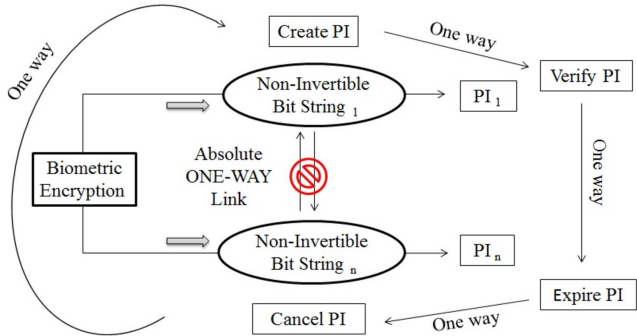 Create PI
One way
One way
Verify PI
Non-Invertible
Bit String 1
PI 1
Biometric
Encryption
Absolute
ONE-WAY
Link
One way
Non-Invertible
Bit String n
PI n
Expire PI
Cancel PI
One way